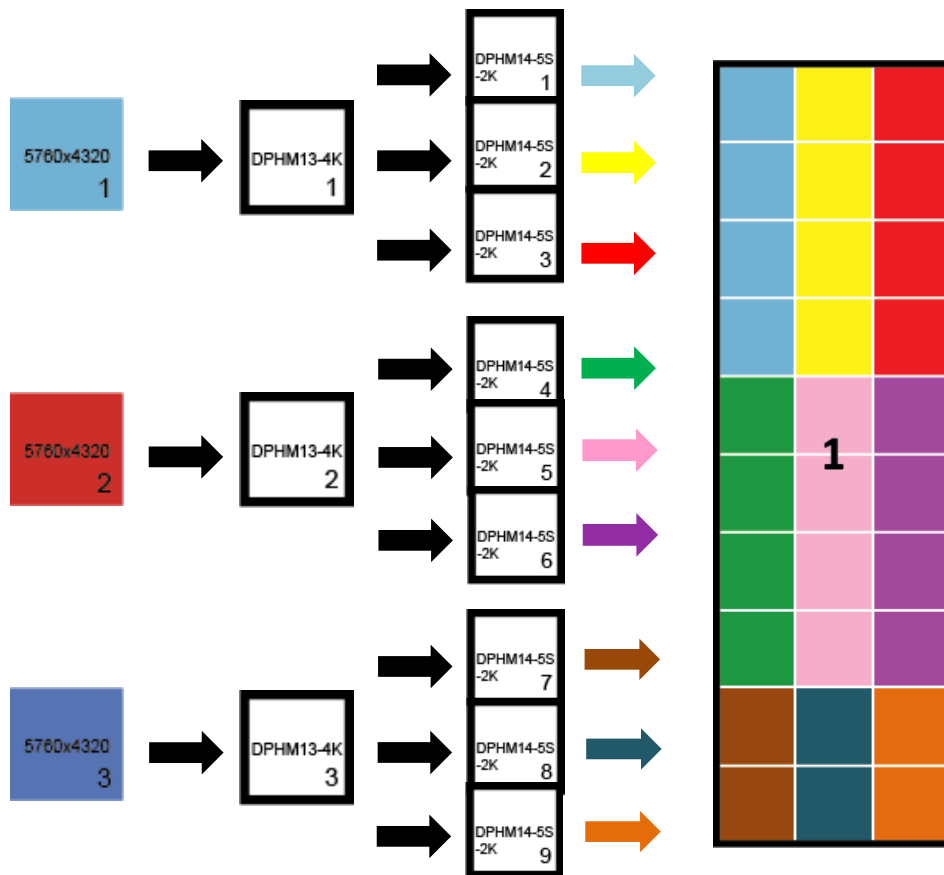 5760x4320
1
DPHM13-4K
1
DPHM14-5S
-2K
1
DPHM14-5S
-2K
2
DPHM14-5S
-2K
3
5760x4320
2
DPHM13-4K
2
DPHM14-5S
-2K
4
DPHM14-5S
-2K
5
DPHM14-5S
-2K
6
5760x4320
3
DPHM13-4K
3
DPHM14-5S
-2K
7
DPHM14-5S
-2K
8
DPHM14-5S
-2K
9
1